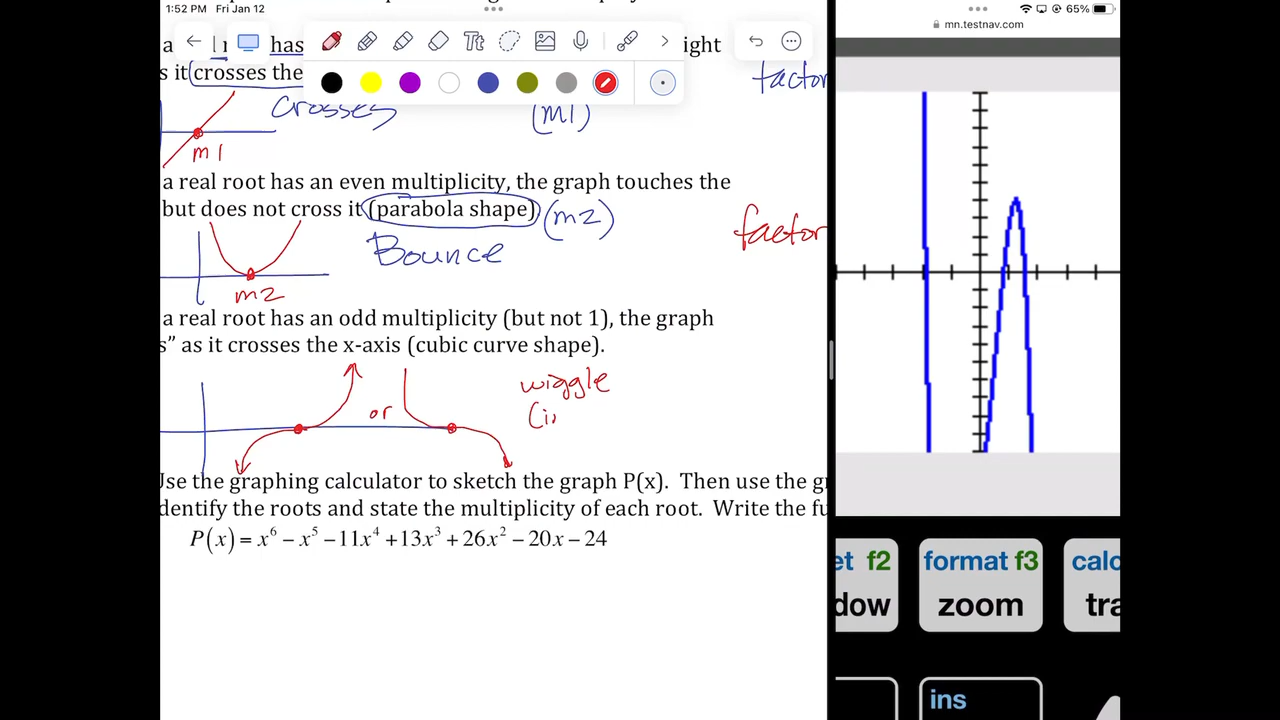 1:52 PM Fri Jan 12
Tt
a real r has ight
s it crosses the
crosses
(m1)
factor
m1
a real root has an even multiplicity, the graph touches the
but does not cross it (parabola shape). (m2)
Bounce
factor
m2
a real root has an odd multiplicity (but not 1), the graph
s" as it crosses the x-axis (cubic curve shape).
wiggle
or
Use the graphing calculator to sketch the graph P(x). Then use the gr
dentify the roots and state the multiplicity of each root. Write the fu
P(x) = x⁶ − x⁵ −11x⁴ +13x³ + 26x² − 20x − 24
65%
mn.testnav.com
et f2
dow
format f3
zoom
calc
tra
ins